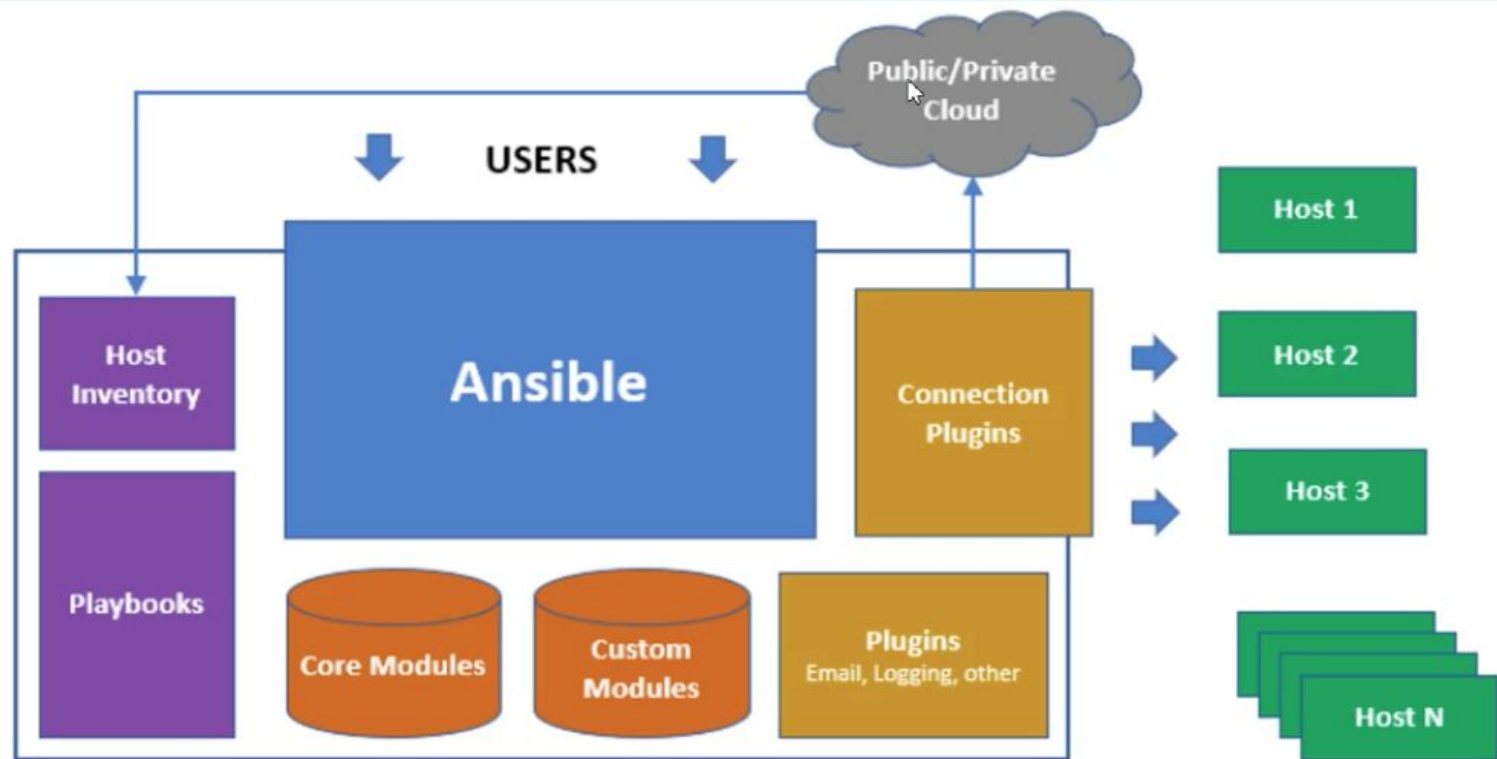 Public/Private
Cloud
USERS
Host 1
Host
Inventory
Ansible
Connection
Plugins
Host 2
Host 3
Playbooks
Core Modules
Custom
Modules
Plugins
Email, Logging, other
Host N